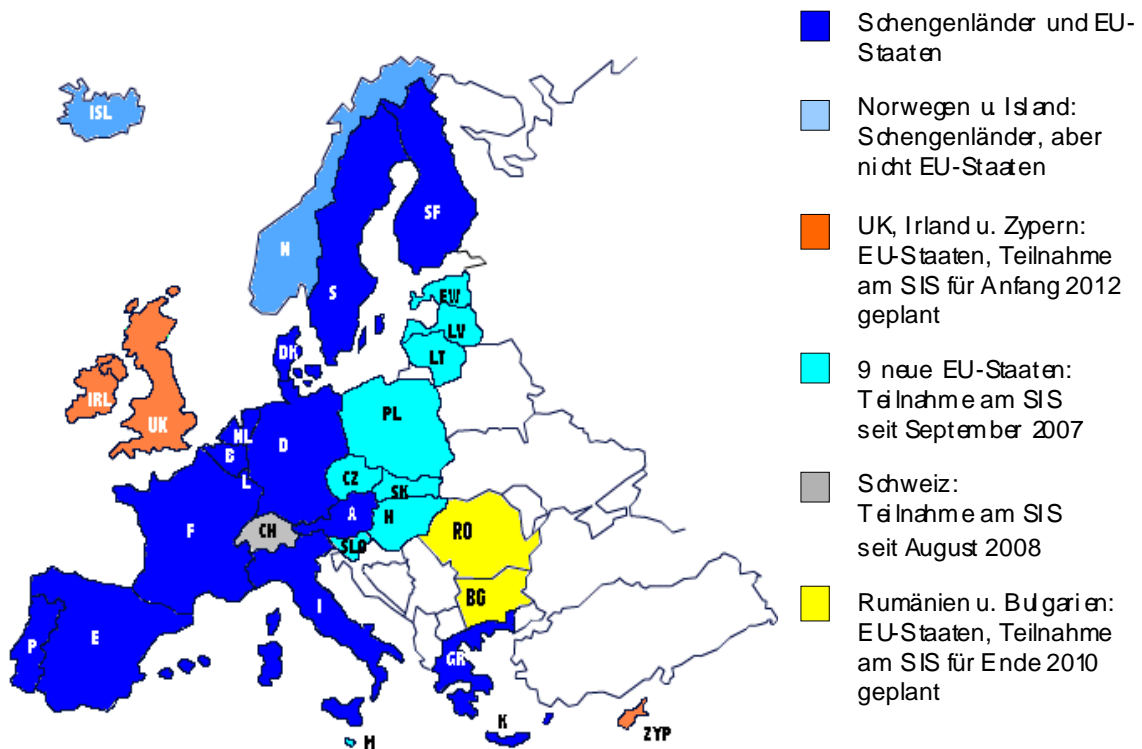 Schengenländer und EU-
Staaten
Norwegen u. Island:
Schengenländer, aber
nicht EU-Staaten
UK, Irland u. Zypern:
EU-Staaten, Teilnahme
am SIS für Anfang 2012
geplant
9 neue EU-Staaten:
Teilnahme am SIS
seit September 2007
Schweiz:
Teilnahme am SIS
seit August 2008
Rumänien u. Bulgarien:
EU-Staaten, Teilnahme
am SIS für Ende 2010
geplant
ISL
SF
N
S
EW
LV
LT
DK
IRL
UK
NL
B
D
PL
L
CZ
SK
F
CH
A
H
SLO
RO
BG
I
P
E
GR
K
M
ZYP